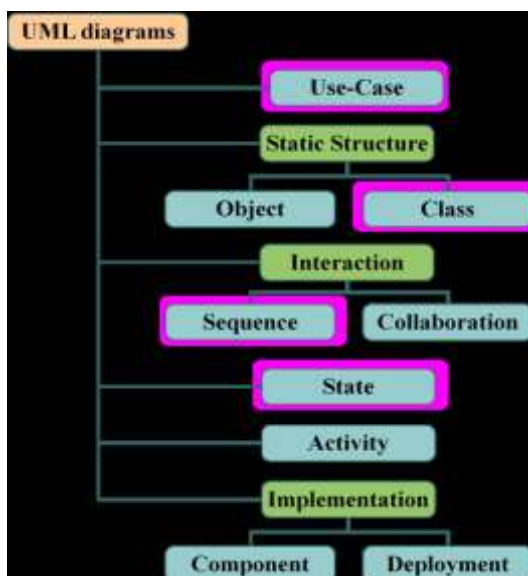 UML diagrams
Use-Case
Static Structure
Object
Class
Interaction
Sequence
Collaboration
State
Activity
Implementation
Component
Deployment